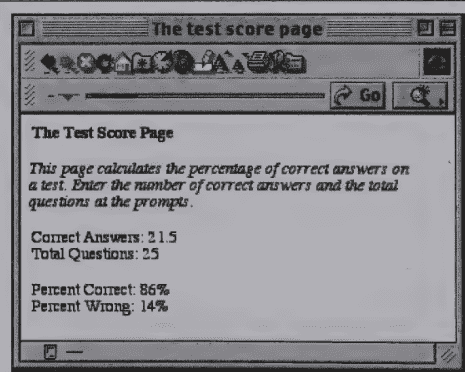 The test score page
Go
The Test Score Page
This page calculates the percentage of correct answers on
a test. Enter the number of correct answers and the total
questions at the prompts.
Correct Answers: 21.5
Total Questions: 25
Percent Correct: 86%
Percent Wrong: 14%